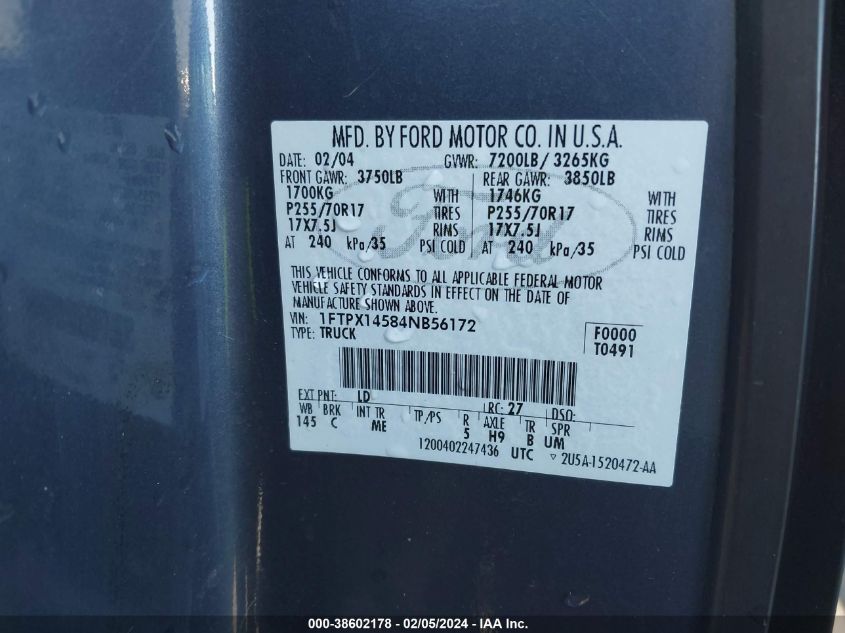 MFD. BY FORD MOTOR CO. IN U.S.A.
DATE: 02/04 GVWR: 7200LB/ 3265KG
FRONT GAWR: 3750LB REAR GAWR: 3850LB
1700KG WITH 1746KG WITH
P255/70R17 TIRES P255/70R17 TIRES
17X7.5J RIMS 17X7.5J RIMS
AT 240 kPa/35 PSI COLD AT 240 kPa/35 PSI COLD
Ford
THIS VEHICLE CONFORMS TO ALL APPLICABLE FEDERAL MOTOR
VEHICLE SAFETY STANDARDS IN EFFECT ON THE DATE OF
MANUFACTURE SHOWN ABOVE.
VIN: 1FTPX14584NB56172 F0000
TYPE: TRUCK T0491
EXT PNT: LD LRC: 27 DSO:
WB BRK INT TR TP/PS R AXLE TR SPR
145 C ME 5 H9 B UM
1200402247436 UTC ▽ 2U5A-1520472-AA
000-38602178 - 02/05/2024 - IAA Inc.